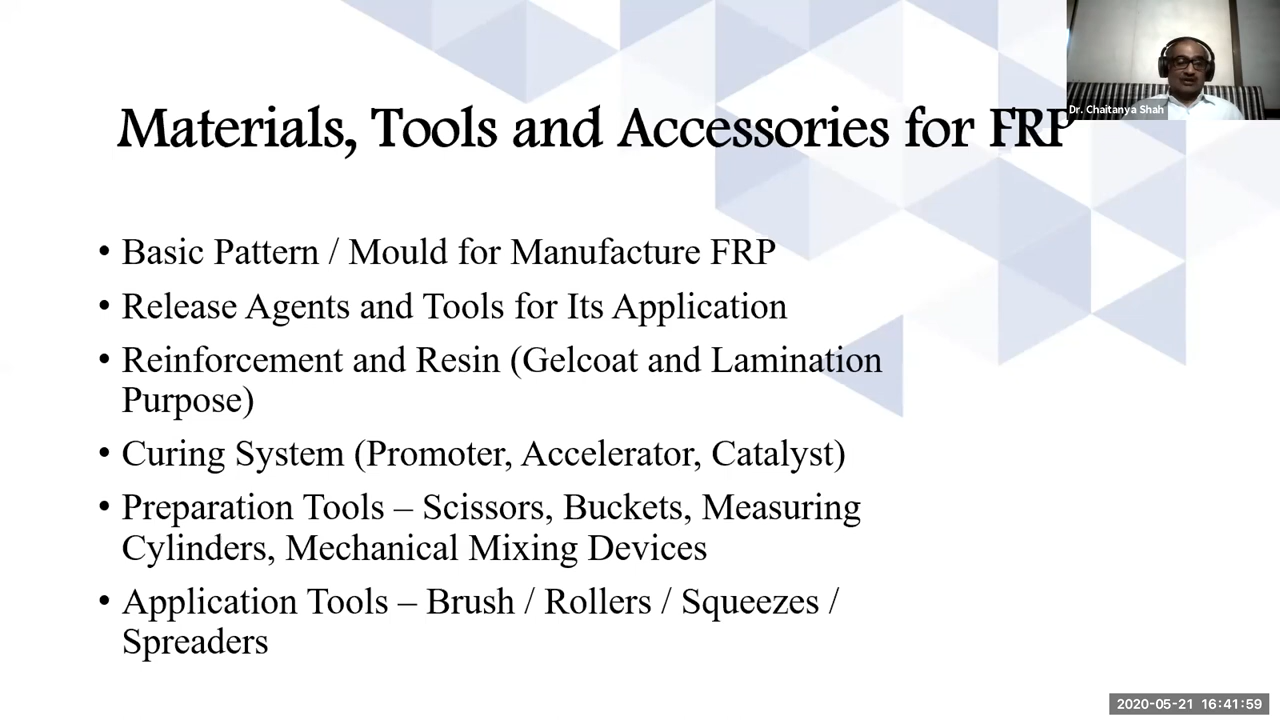 Dr. Chaitanya Shah
Materials, Tools and Accessories for FRP
• Basic Pattern / Mould for Manufacture FRP
• Release Agents and Tools for Its Application
• Reinforcement and Resin (Gelcoat and Lamination
Purpose)
• Curing System (Promoter, Accelerator, Catalyst)
• Preparation Tools – Scissors, Buckets, Measuring
Cylinders, Mechanical Mixing Devices
• Application Tools – Brush / Rollers / Squeezes /
Spreaders
2020-05-21 16:41:59